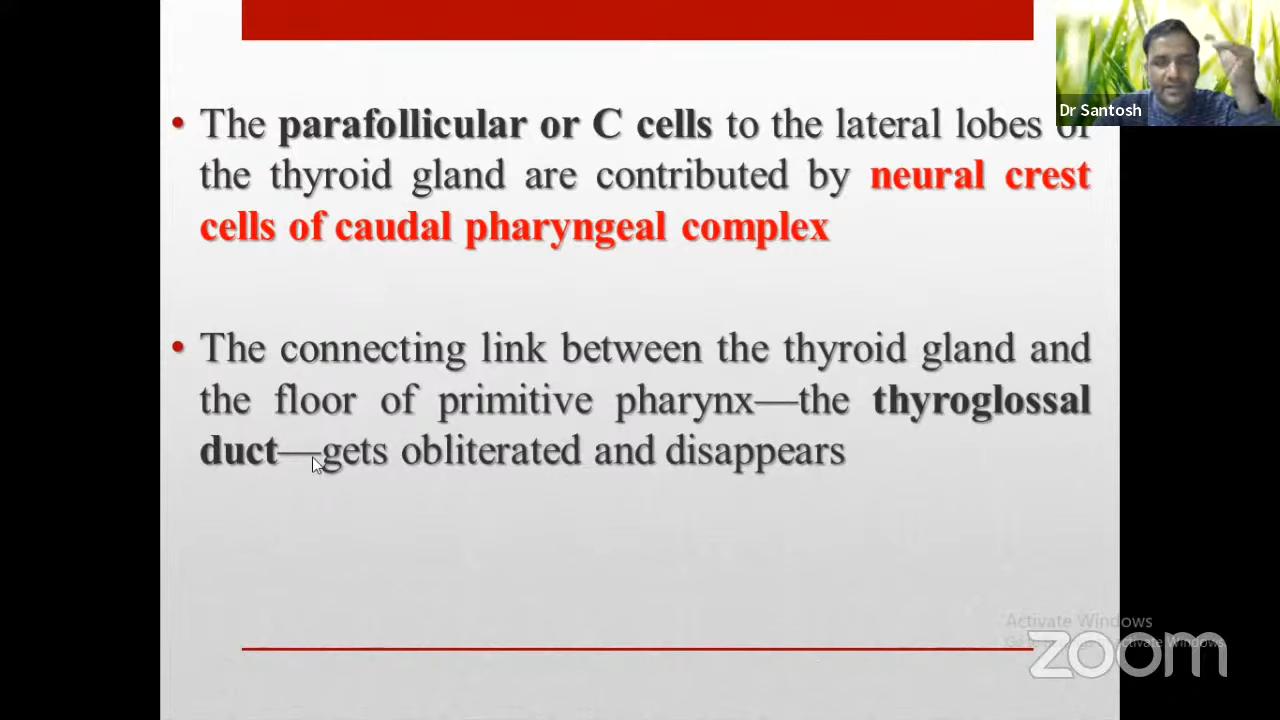 Dr Santosh
• The parafollicular or C cells to the lateral lobes of
the thyroid gland are contributed by neural crest
cells of caudal pharyngeal complex
• The connecting link between the thyroid gland and
the floor of primitive pharynx—the thyroglossal
duct—gets obliterated and disappears
Activate Windows
Activate Windows
zoom